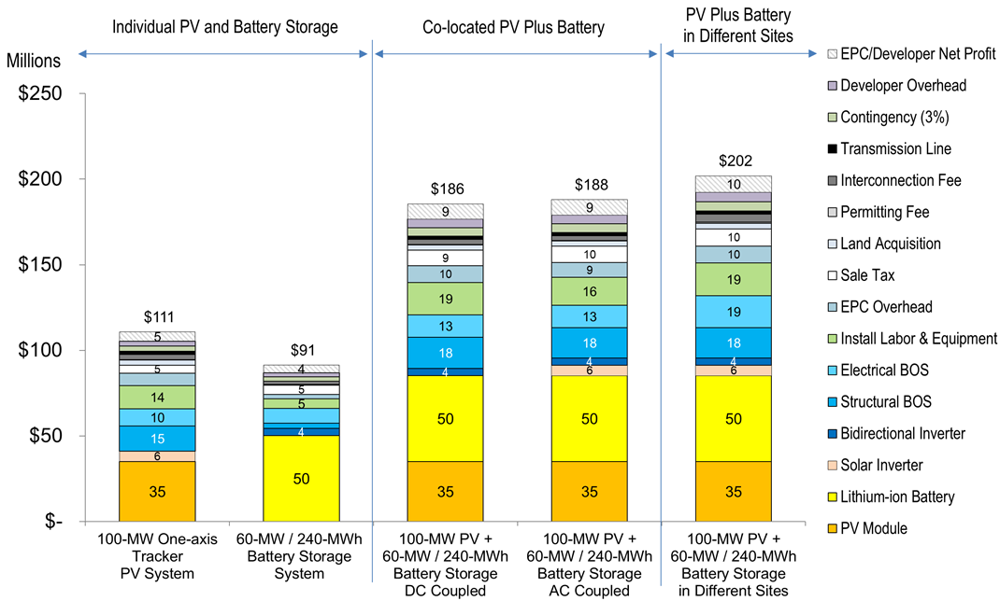 Individual PV and Battery Storage
Co-located PV Plus Battery
PV Plus Battery
in Different Sites
Millions
$250
$200
$150
$100
$50
$-
$111
5
5
14
10
15
6
35
$91
4
5
5
4
50
$186
9
9
10
19
13
18
4
50
35
$188
9
10
9
16
13
18
4
6
50
35
$202
10
10
10
19
19
18
4
6
50
35
100-MW One-axis
Tracker
PV System
60-MW / 240-MWh
Battery Storage
System
100-MW PV +
60-MW / 240-MWh
Battery Storage
DC Coupled
100-MW PV +
60-MW / 240-MWh
Battery Storage
AC Coupled
100-MW PV +
60-MW / 240-MWh
Battery Storage
in Different Sites
EPC/Developer Net Profit
Developer Overhead
Contingency (3%)
Transmission Line
Interconnection Fee
Permitting Fee
Land Acquisition
Sale Tax
EPC Overhead
Install Labor & Equipment
Electrical BOS
Structural BOS
Bidirectional Inverter
Solar Inverter
Lithium-ion Battery
PV Module